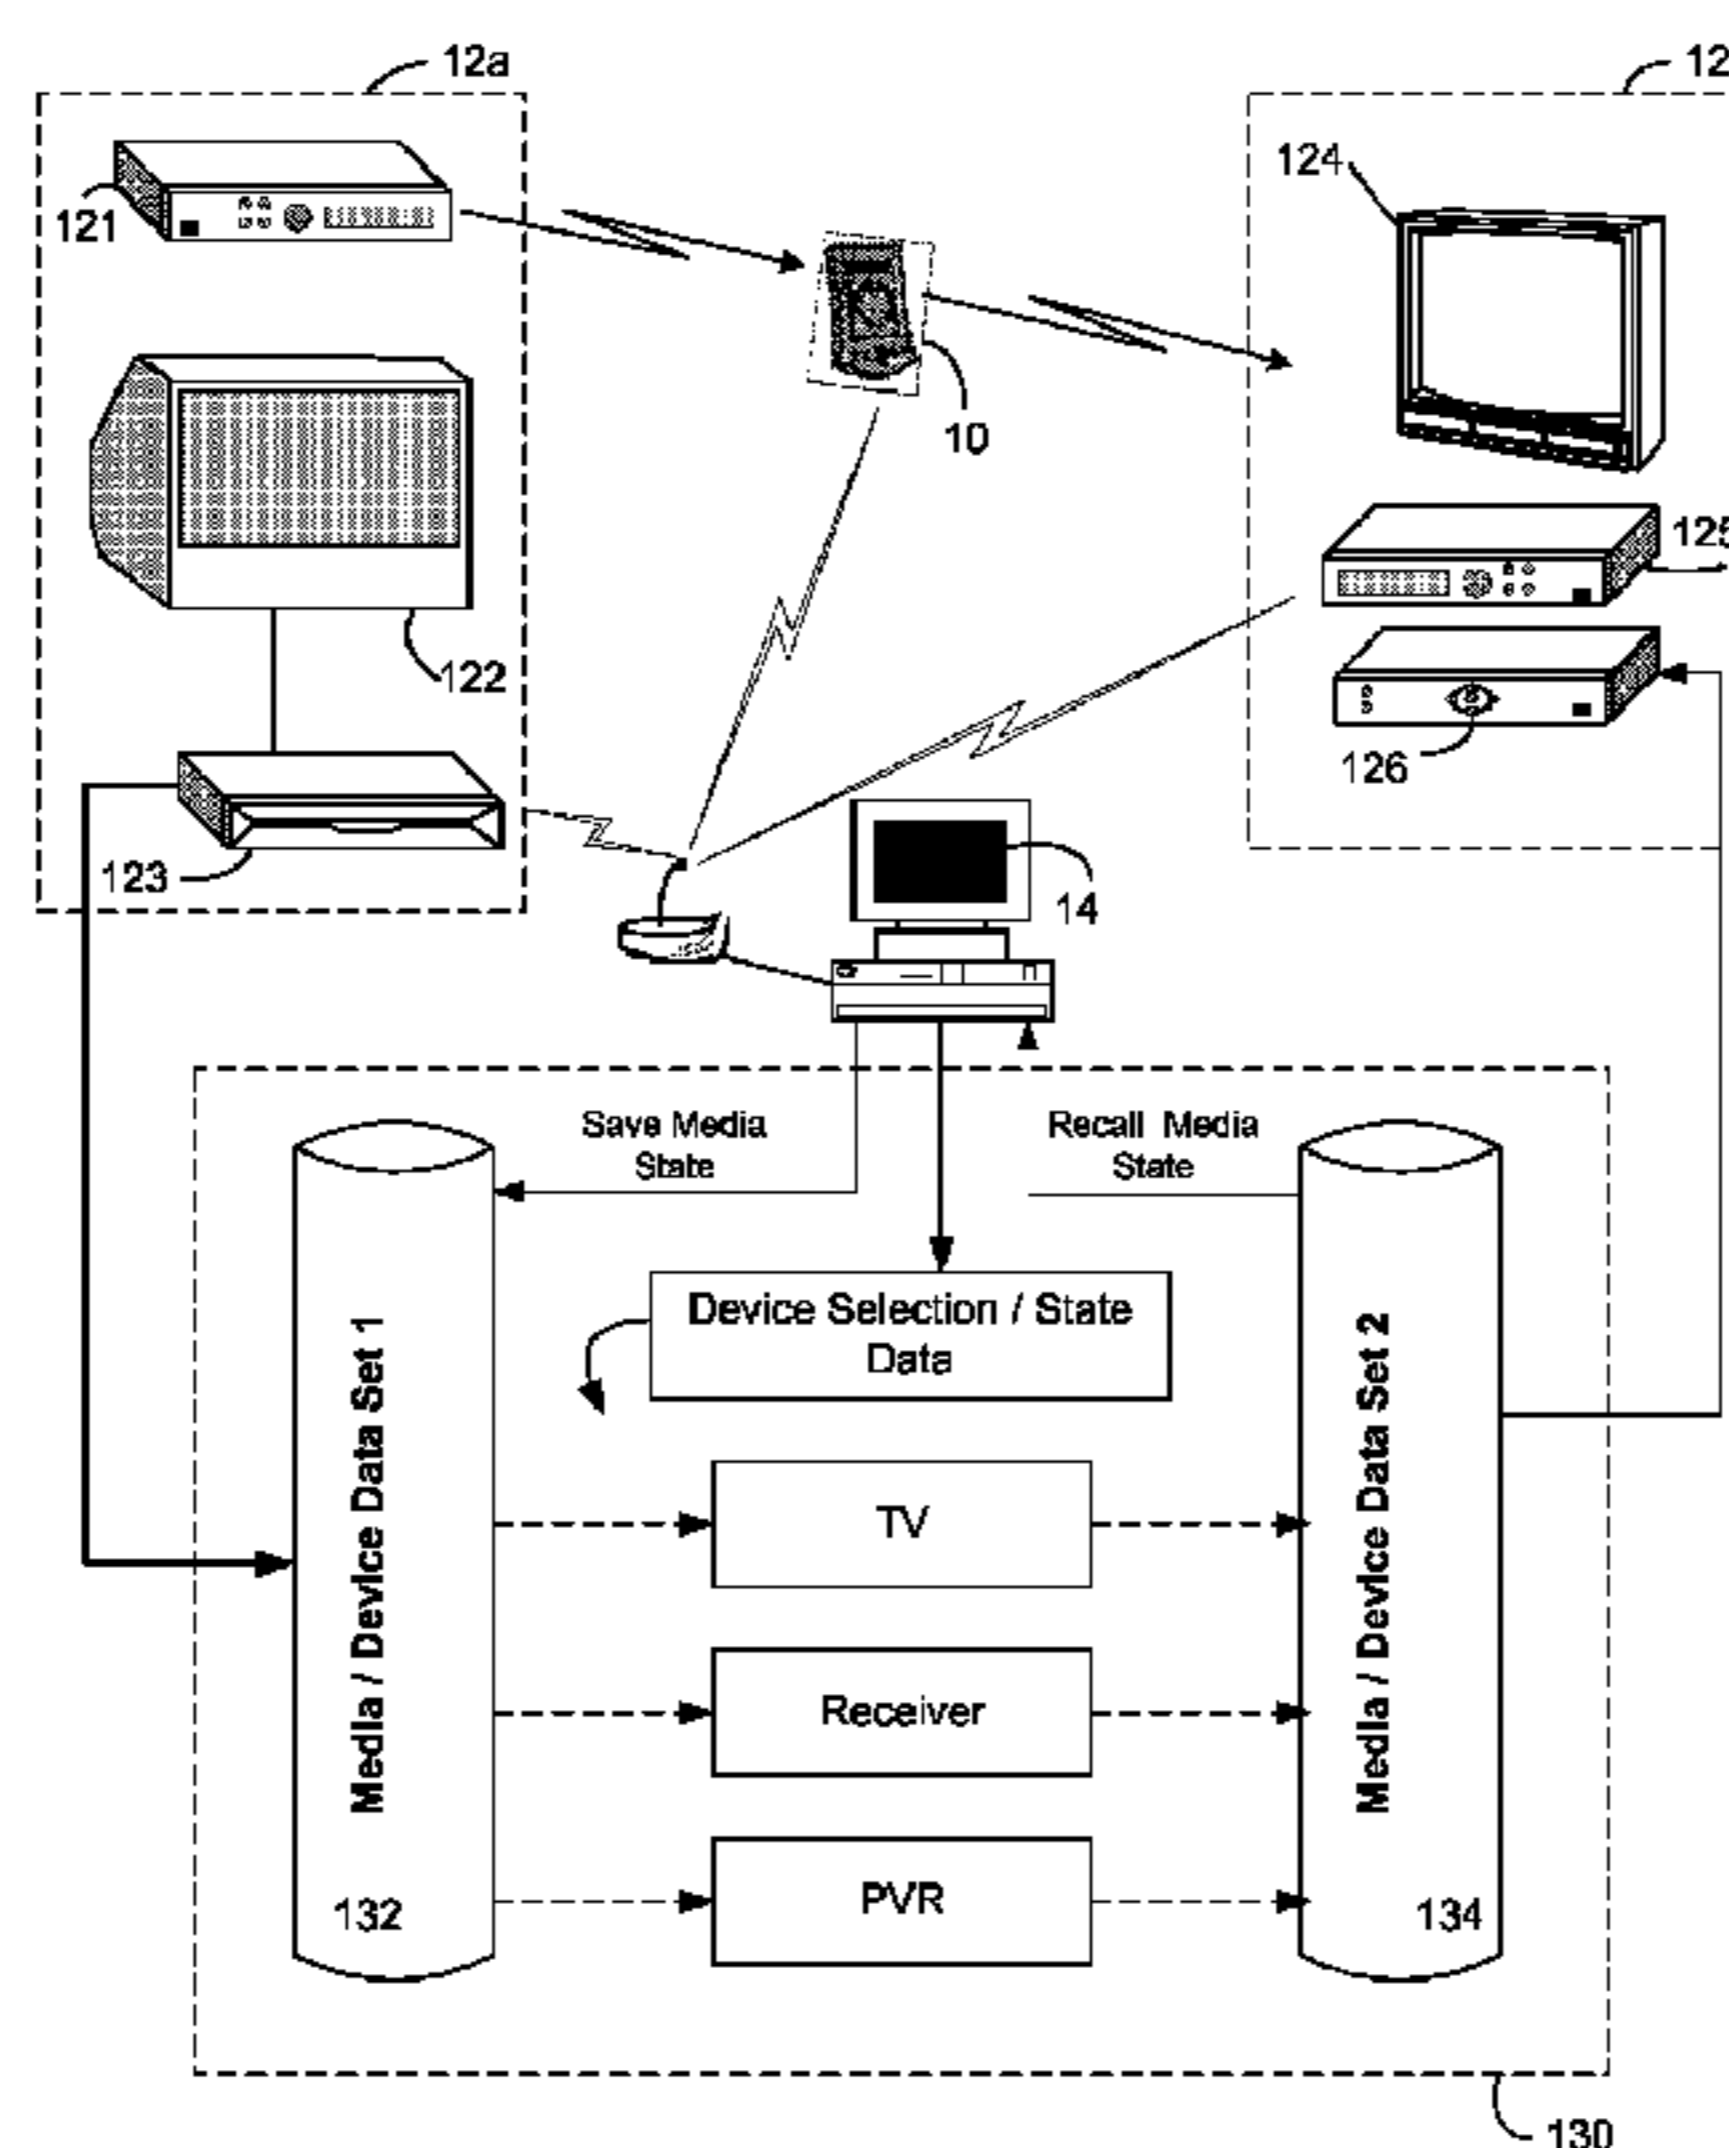 12a
12
121
124
10
125
122
126
123
14
Save Media
State
Recall Media
State
Device Selection / State
Data
Media / Device Data Set 1
Media / Device Data Set 2
TV
Receiver
PVR
132
134
130